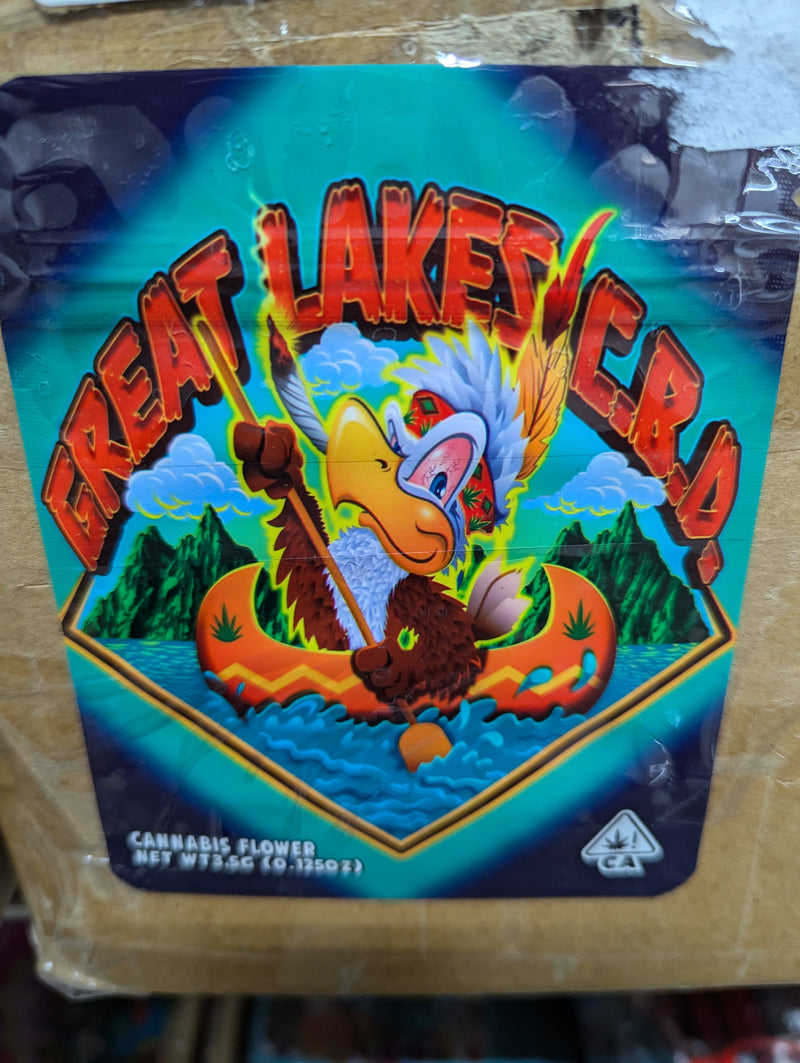 GREAT LAKES C.B.D.
CANNABIS FLOWER
NET WT3.5G (0.125OZ)
!
CA